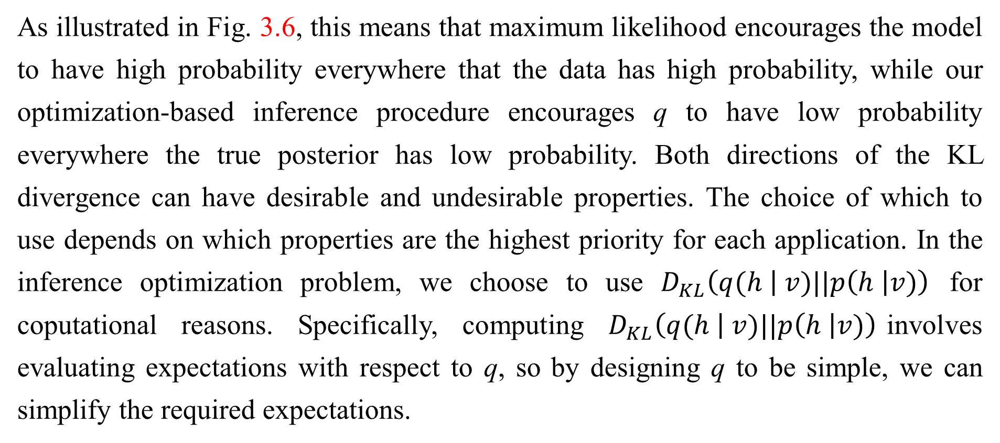 As illustrated in Fig. 3.6, this means that maximum likelihood encourages the model
to have high probability everywhere that the data has high probability, while our
optimization-based inference procedure encourages q to have low probability
everywhere the true posterior has low probability. Both directions of the KL
divergence can have desirable and undesirable properties. The choice of which to
use depends on which properties are the highest priority for each application. In the
inference optimization problem, we choose to use D_{KL}(q(h | v)||p(h |v)) for
coputational reasons. Specifically, computing D_{KL}(q(h | v)||p(h |v)) involves
evaluating expectations with respect to q, so by designing q to be simple, we can
simplify the required expectations.